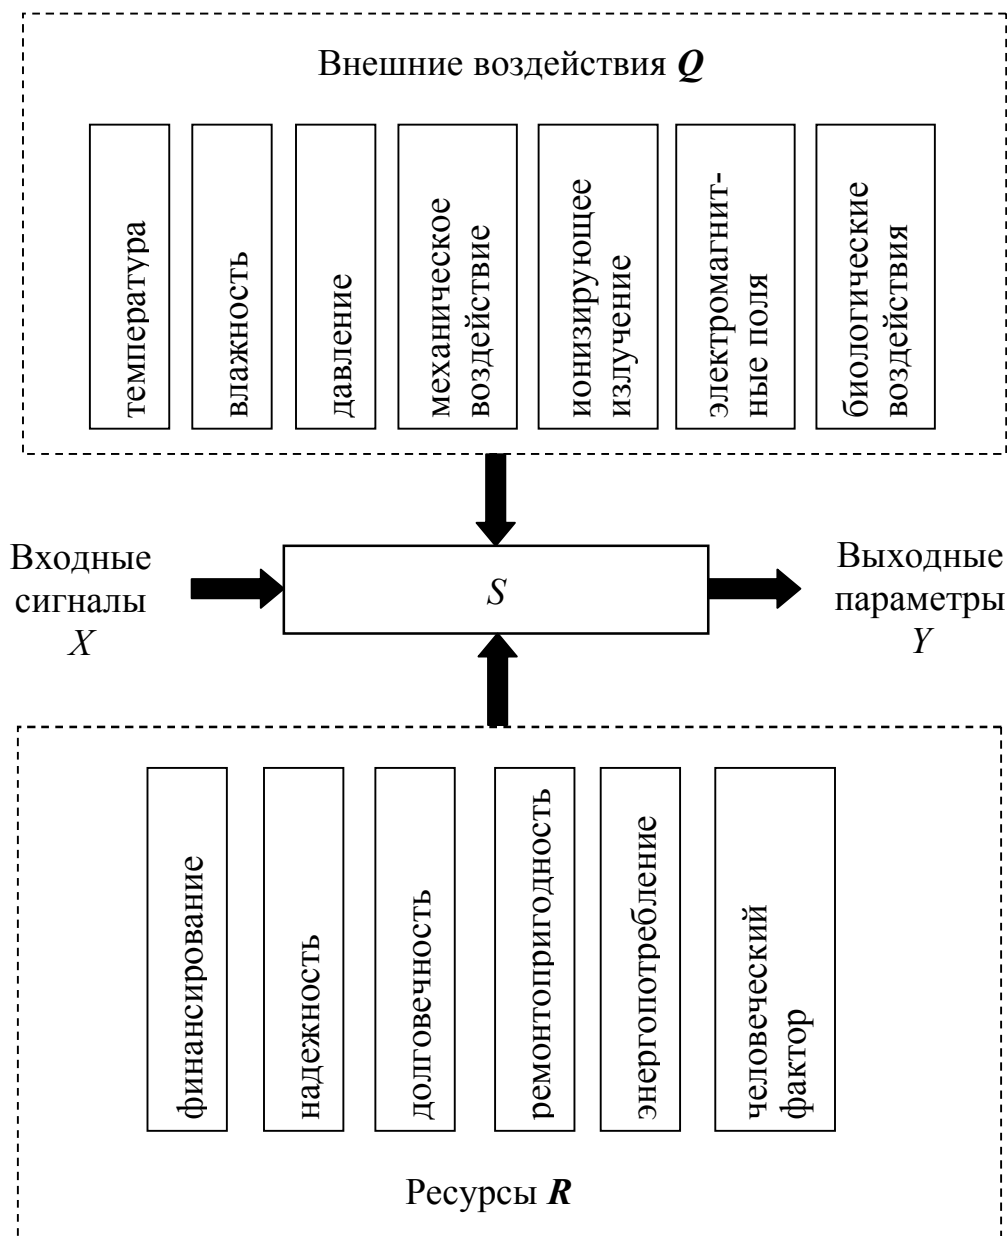 Внешние воздействия Q
температура
влажность
давление
механическое
воздействие
ионизирующее
излучение
электромагнит-
ные поля
биологические
воздействия
Входные
сигналы
X
S
Выходные
параметры
Y
финансирование
надежность
долговечность
ремонтопригодность
энергопотребление
человеческий
фактор
Ресурсы R